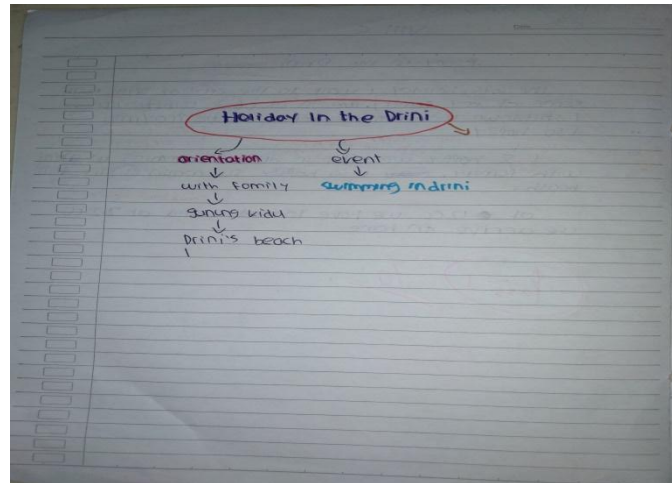 Holiday In the Drini
orientation event
with Family swimming in drini
gunung kidul
Drini's beach